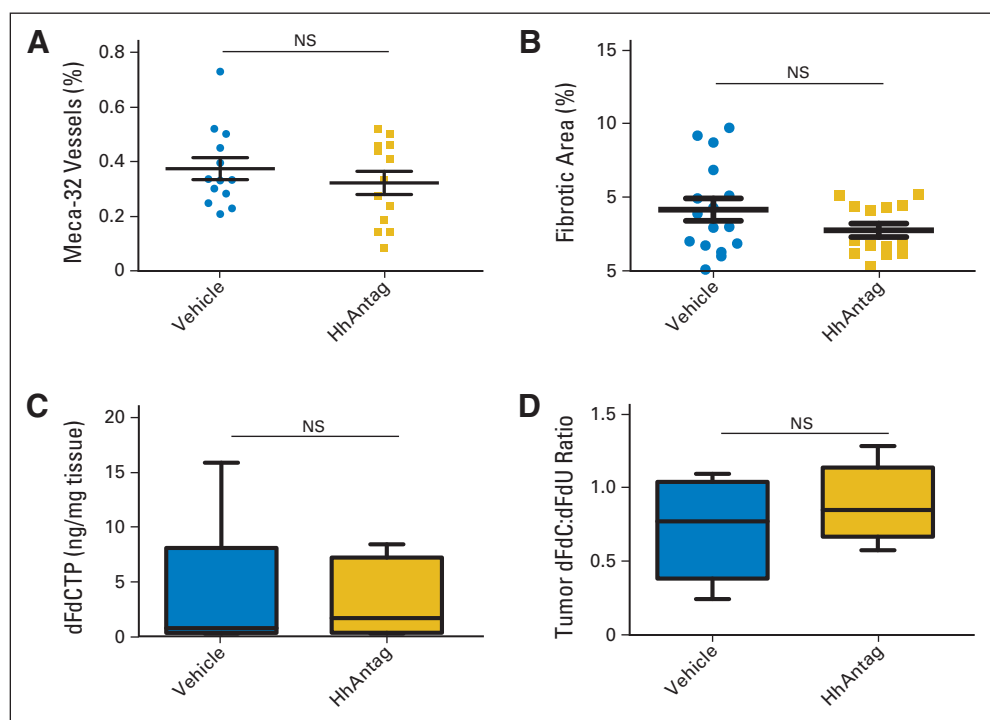 A
Meca-32 Vessels (%)
0.8
0.6
0.4
0.2
0
NS
Vehicle
HhAntag
B
Fibrotic Area (%)
15
10
5
5
NS
Vehicle
HhAntag
C
dFdCTP (ng/mg tissue)
20
15
10
5
0
NS
Vehicle
HhAntag
D
Tumor dFdC:dFdU Ratio
1.5
1.0
0.5
0
NS
Vehicle
HhAntag